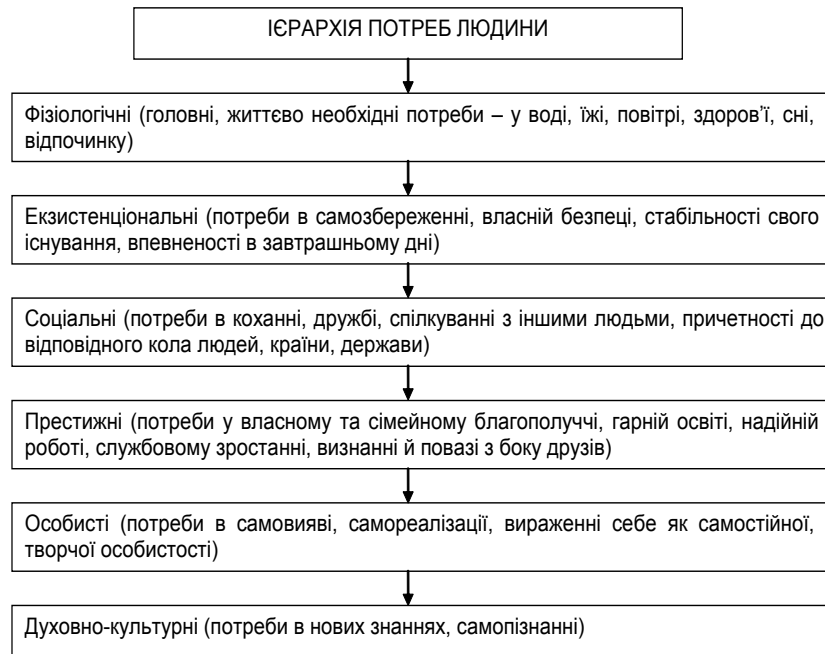 ІЄРАРХІЯ ПОТРЕБ ЛЮДИНИ
Фізіологічні (головні, життєво необхідні потреби – у воді, їжі, повітрі, здоров’ї, сні,
відпочинку)
Екзистенціональні (потреби в самозбереженні, власній безпеці, стабільності свого
існування, впевненості в завтрашньому дні)
Соціальні (потреби в коханні, дружбі, спілкуванні з іншими людьми, причетності до
відповідного кола людей, країни, держави)
Престижні (потреби у власному та сімейному благополуччі, гарній освіті, надійній
роботі, службовому зростанні, визнанні й повазі з боку друзів)
Особисті (потреби в самовияві, самореалізації, вираженні себе як самостійної,
творчої особистості)
Духовно-культурні (потреби в нових знаннях, самопізнанні)